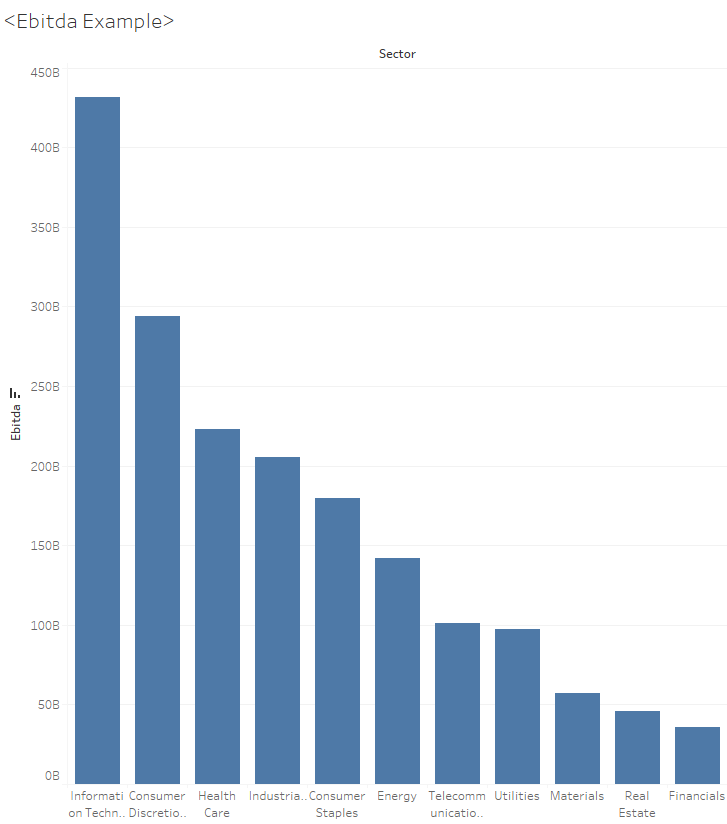 <Ebitda Example>
Sector
450B
400B
350B
300B
250B
200B
150B
100B
50B
0B
Ebitda
Informati
on Techn..
Consumer
Discretio..
Health
Care
Industria..
Consumer
Staples
Energy
Telecomm
unicatio..
Utilities
Materials
Real
Estate
Financials